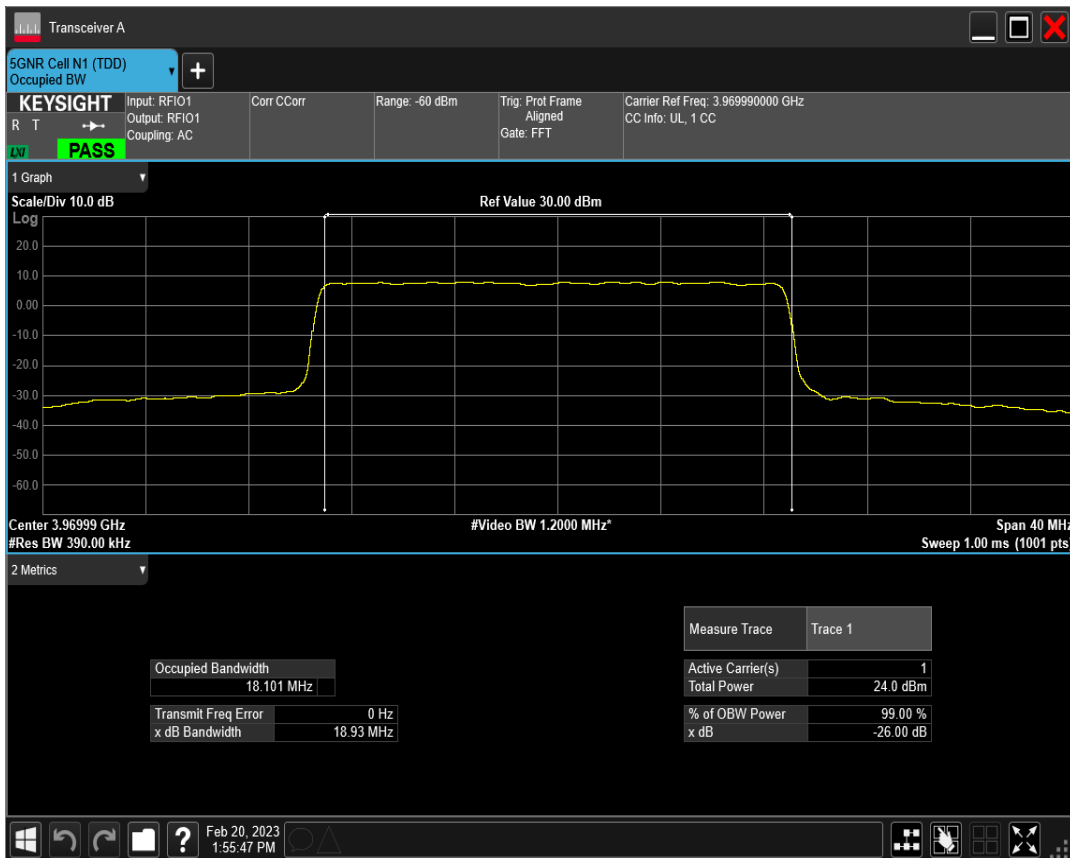 Transceiver A
5GNR Cell N1 (TDD)
Occupied BW
KEYSIGHT
R T
LXI
PASS
Input: RFIO1
Output: RFIO1
Coupling: AC
Corr CCorr
Range: -60 dBm
Trig: Prot Frame
Aligned
Gate: FFT
Carrier Ref Freq: 3.969990000 GHz
CC Info: UL, 1 CC
1 Graph
Scale/Div 10.0 dB
Ref Value 30.00 dBm
Log
20.0
10.0
0.00
-10.0
-20.0
-30.0
-40.0
-50.0
-60.0
Center 3.96999 GHz
#Video BW 1.2000 MHz*
Span 40 MHz
#Res BW 390.00 kHz
Sweep 1.00 ms (1001 pts)
2 Metrics
Measure Trace Trace 1
Occupied Bandwidth
18.101 MHz
Active Carrier(s) 1
Total Power 24.0 dBm
Transmit Freq Error 0 Hz
x dB Bandwidth 18.93 MHz
% of OBW Power 99.00 %
x dB -26.00 dB
?
Feb 20, 2023
1:55:47 PM